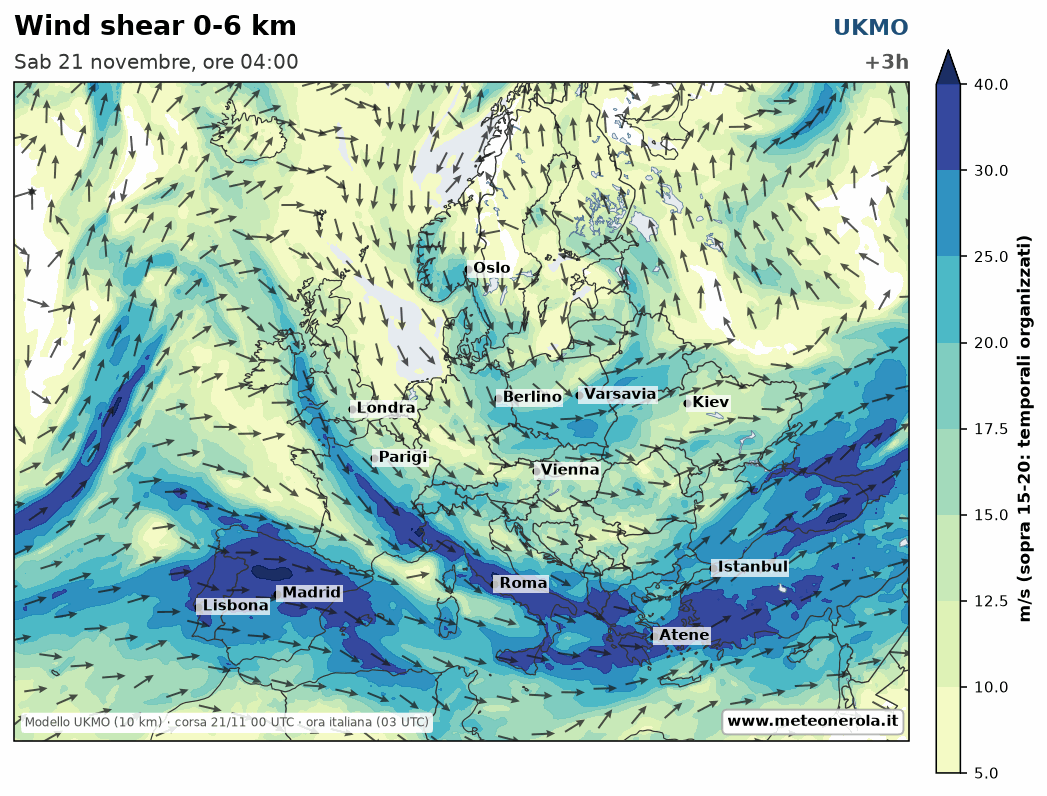 Wind shear 0-6 km
UKMO
Sab 21 novembre, ore 04:00
+3h
40.0
30.0
25.0
20.0
17.5
15.0
12.5
10.0
5.0
m/s (sopra 15-20: temporali organizzati)
Oslo
Berlino
Varsavia
Kiev
Londra
Parigi
Vienna
Istanbul
Roma
Madrid
Lisbona
Atene
Modello UKMO (10 km) · corsa 21/11 00 UTC · ora italiana (03 UTC)
www.meteonerola.it